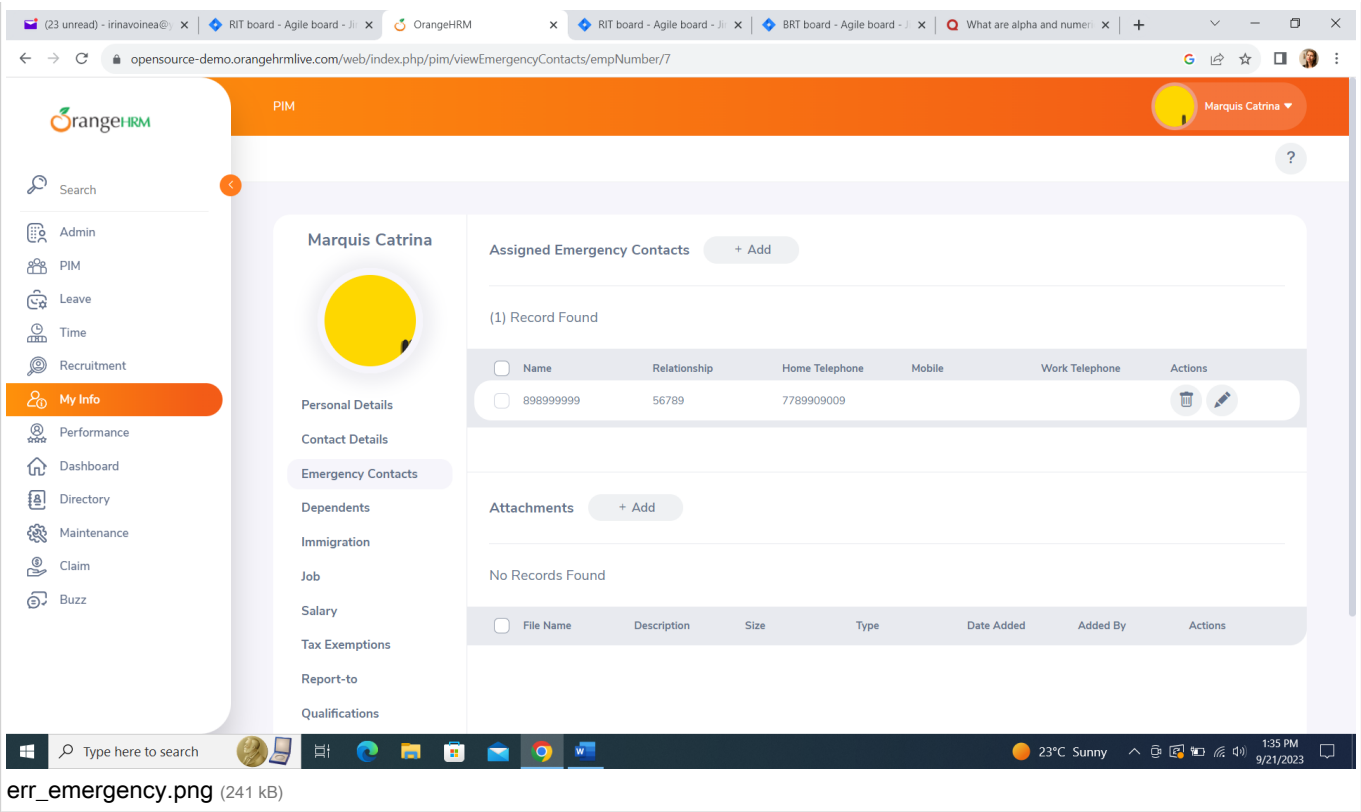 (23 unread) - irinavoinea@y
RIT board - Agile board - Jir
OrangeHRM
RIT board - Agile board - Jir
BRT board - Agile board - J
What are alpha and numeri
opensource-demo.orangehrmlive.com/web/index.php/pim/viewEmergencyContacts/empNumber/7
OrangeHRM
PIM
Marquis Catrina
?
Search
Admin
PIM
Leave
Time
Recruitment
My Info
Performance
Dashboard
Directory
Maintenance
Claim
Buzz
Marquis Catrina
Personal Details
Contact Details
Emergency Contacts
Dependents
Immigration
Job
Salary
Tax Exemptions
Report-to
Qualifications
Assigned Emergency Contacts + Add
(1) Record Found
Name Relationship Home Telephone Mobile Work Telephone Actions
898999999 56789 7789909009
Attachments + Add
No Records Found
File Name Description Size Type Date Added Added By Actions
Type here to search
23°C Sunny
1:35 PM
9/21/2023
err_emergency.png (241 kB)